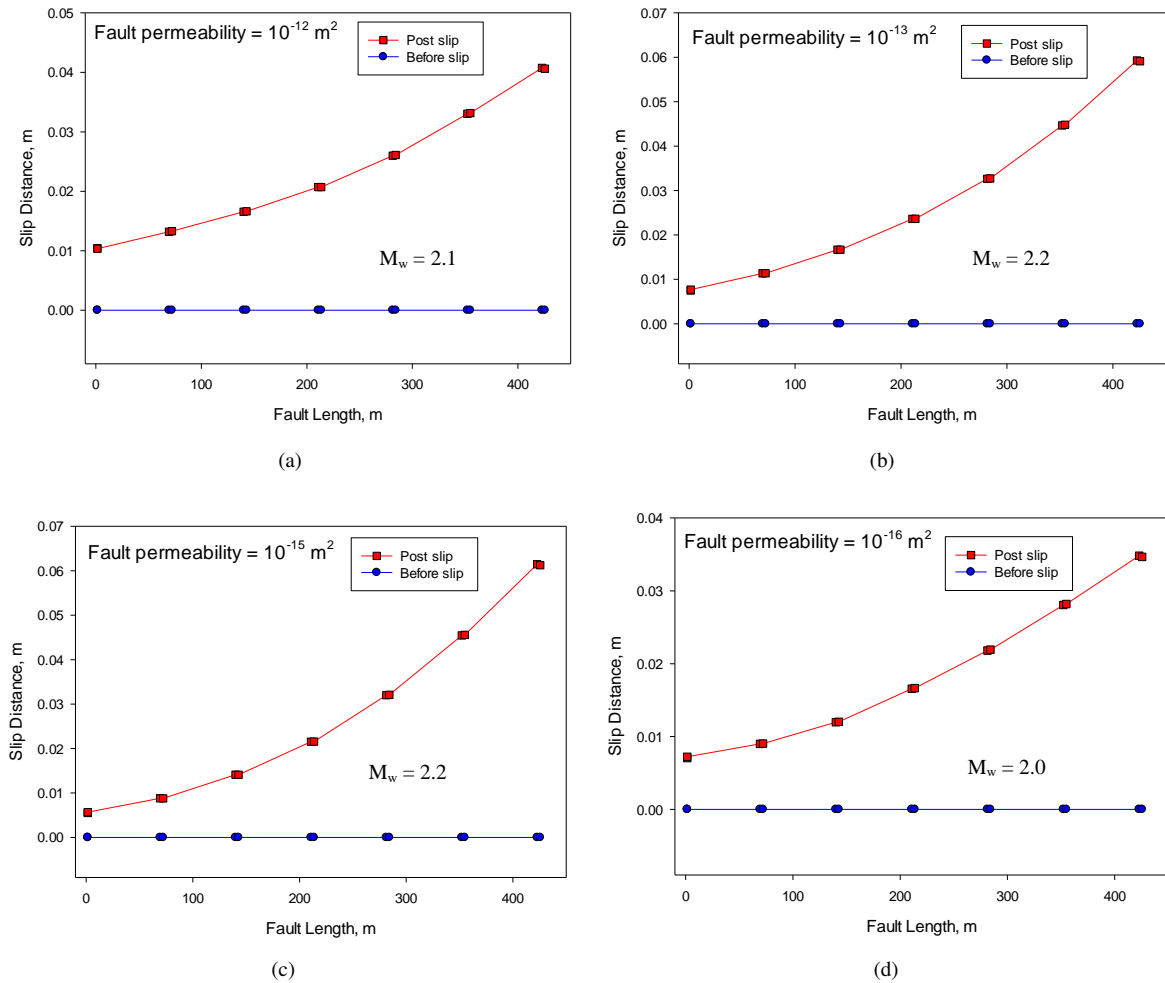 Fault permeability = 10⁻¹² m²
Post slip
Before slip
Slip Distance, m
0.05
0.04
0.03
0.02
0.01
0.00
M_w = 2.1
0 100 200 300 400
Fault Length, m
(a)
Fault permeability = 10⁻¹³ m²
Post slip
Before slip
Slip Distance, m
0.07
0.06
0.05
0.04
0.03
0.02
0.01
0.00
M_w = 2.2
0 100 200 300 400
Fault Length, m
(b)
Fault permeability = 10⁻¹⁵ m²
Post slip
Before slip
Slip Distance, m
0.07
0.06
0.05
0.04
0.03
0.02
0.01
0.00
M_w = 2.2
0 100 200 300 400
Fault Length, m
(c)
Fault permeability = 10⁻¹⁶ m²
Post slip
Before slip
Slip Distance, m
0.04
0.03
0.02
0.01
0.00
M_w = 2.0
0 100 200 300 400
Fault Length, m
(d)